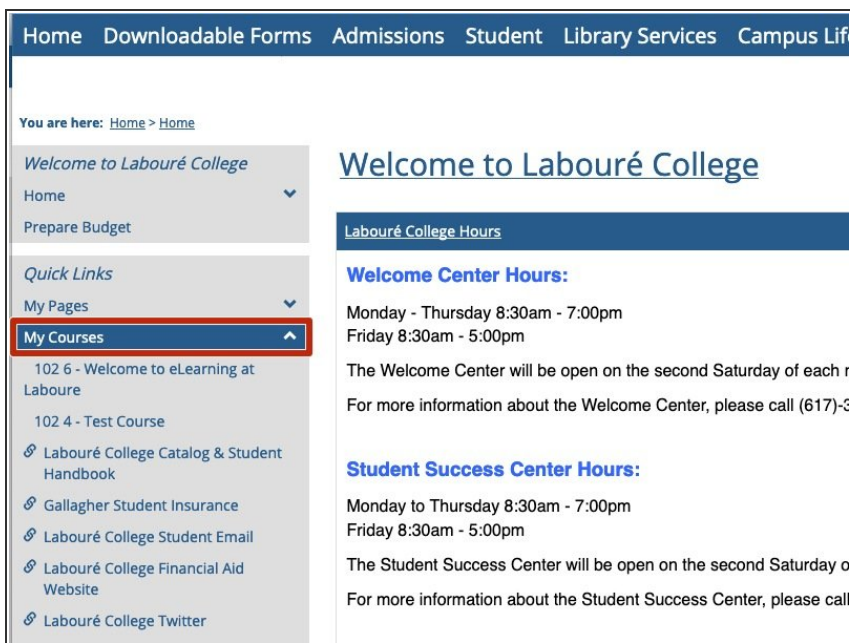 Home Downloadable Forms Admissions Student Library Services Campus
You are here: Home > Home
Welcome to Labouré College
Home
Prepare Budget
Quick Links
My Pages
My Courses
102 6 - Welcome to eLearning at
Laboure
102 4 - Test Course
Labouré College Catalog & Student
Handbook
Gallagher Student Insurance
Labouré College Student Email
Labouré College Financial Aid
Website
Labouré College Twitter
Welcome to Labouré College
Labouré College Hours
Welcome Center Hours:
Monday - Thursday 8:30am - 7:00pm
Friday 8:30am - 5:00pm
The Welcome Center will be open on the second Saturday of each
For more information about the Welcome Center, please call (617)-3
Student Success Center Hours:
Monday to Thursday 8:30am - 7:00pm
Friday 8:30am - 5:00pm
The Student Success Center will be open on the second Saturday
For more information about the Student Success Center, please call